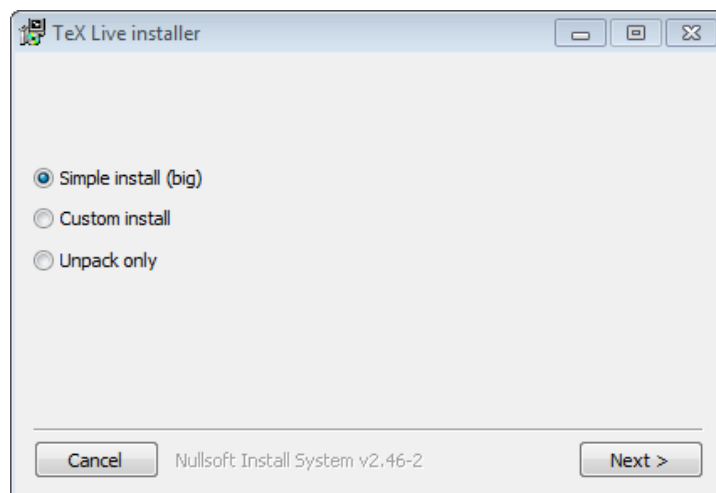 TeX Live installer
Simple install (big)
Custom install
Unpack only
Cancel Nullsoft Install System v2.46-2 Next >